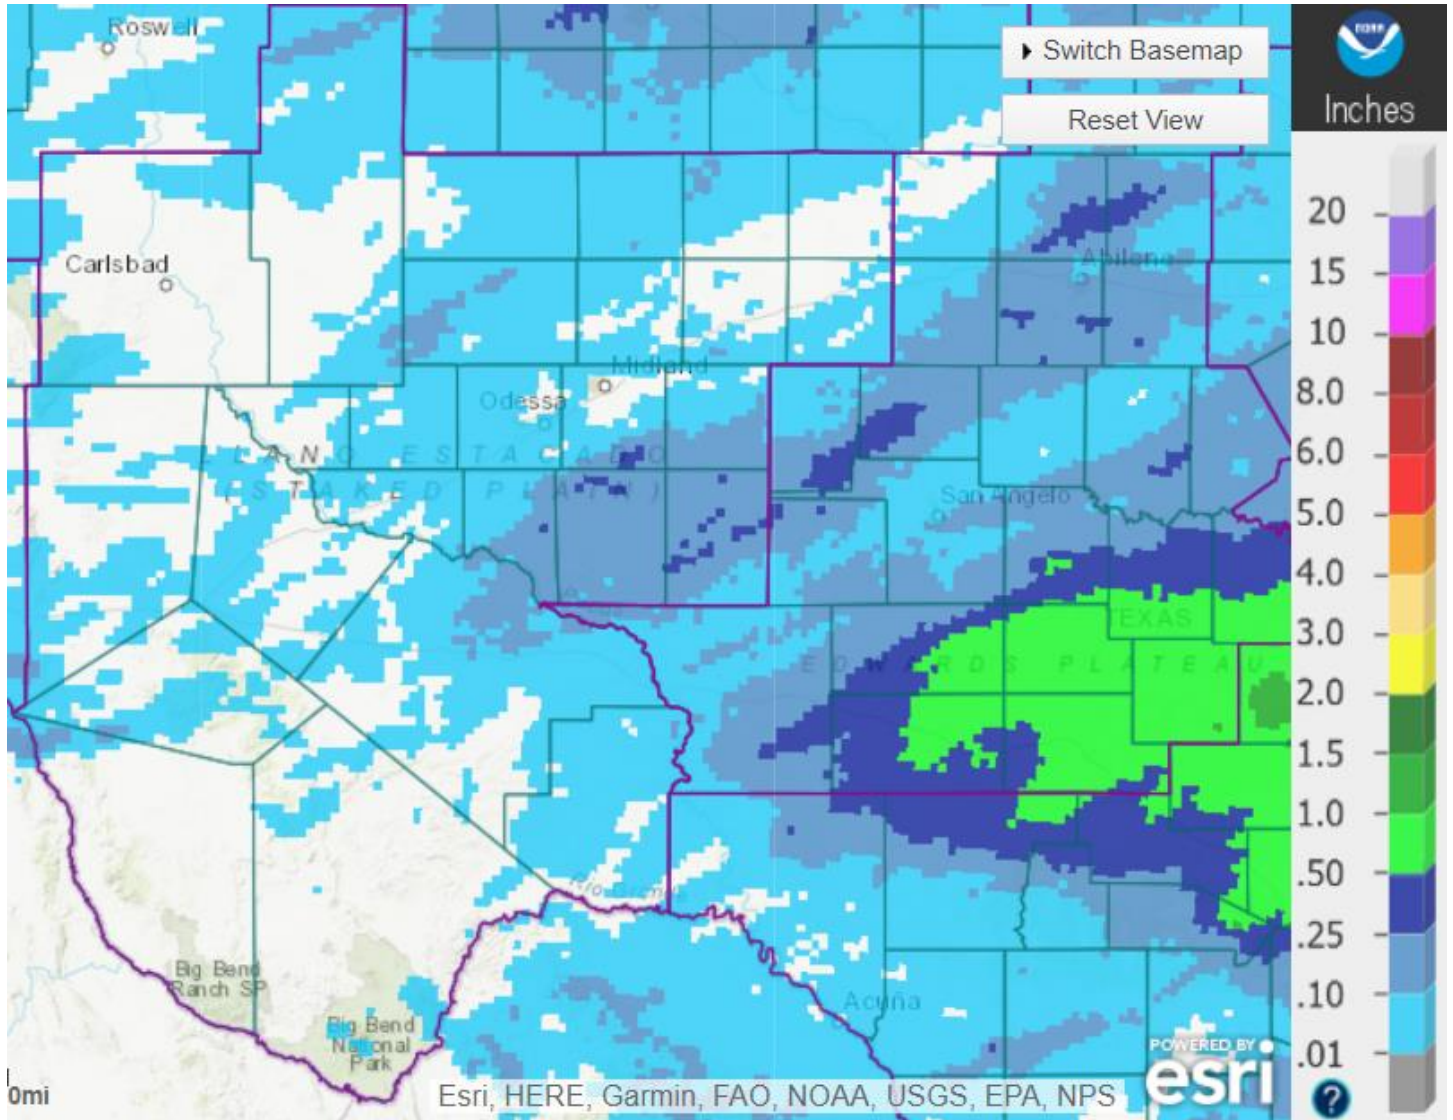 Roswell
Switch Basemap
Reset View
NOAA
Inches
Carlsbad
Abilene
Midland
Odessa
LLANO ESTACADO
(STAKED PLAIN)
San Angelo
TEXAS
EDWARDS PLATEAU
Rio Grande
Big Bend
Ranch SP
Big Bend
National
Park
Acuña
20
15
10
8.0
6.0
5.0
4.0
3.0
2.0
1.5
1.0
.50
.25
.10
.01
?
0mi
Esri, HERE, Garmin, FAO, NOAA, USGS, EPA, NPS
POWERED BY
esri